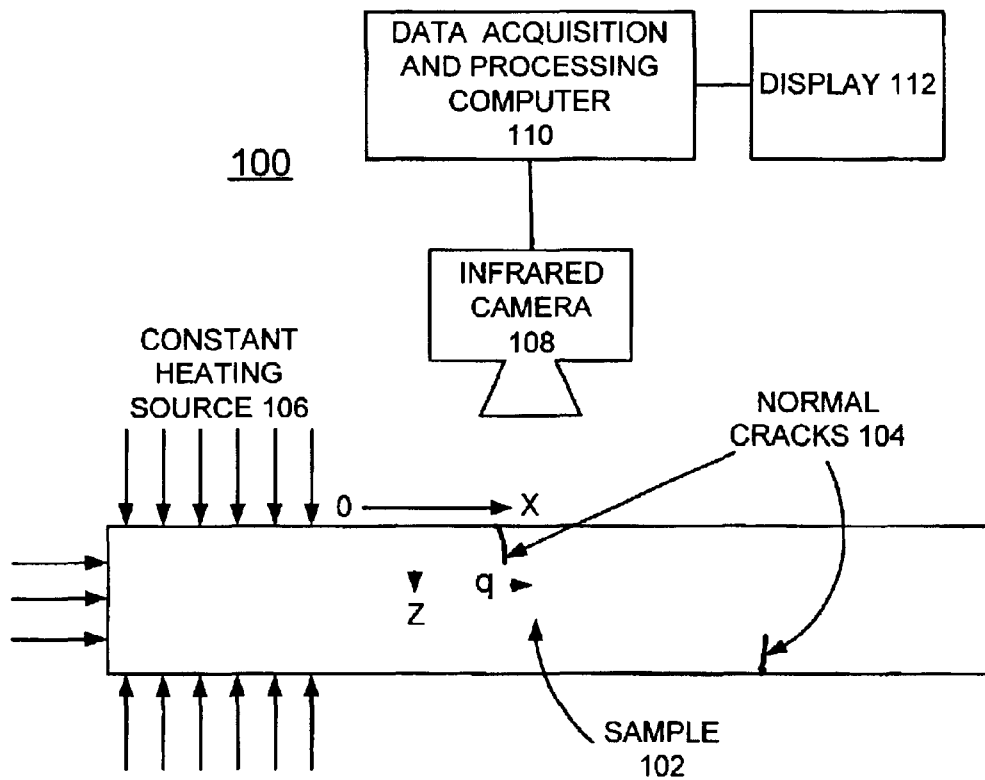 DATA ACQUISITION
AND PROCESSING
COMPUTER
110
DISPLAY 112
100
INFRARED
CAMERA
108
CONSTANT
HEATING
SOURCE 106
NORMAL
CRACKS 104
0
X
q
Z
SAMPLE
102